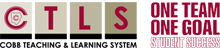 CTLS
COBB TEACHING & LEARNING SYSTEM
ONE TEAM
ONE GOAL
STUDENT SUCCESS